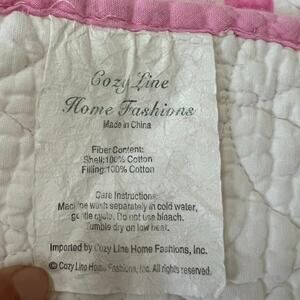 Cozy Line
Home Fashions
Made in China
Fiber Content:
Shell:100% Cotton
Filling:100% Cotton
Care Instructions:
Machine wash separately in cold water,
gentle cycle. Do not use bleach.
Tumble dry on low heat.
Imported by Cozy Line Home Fashions, Inc.
© Cozy Line Home Fashions, Inc. All rights reserved.